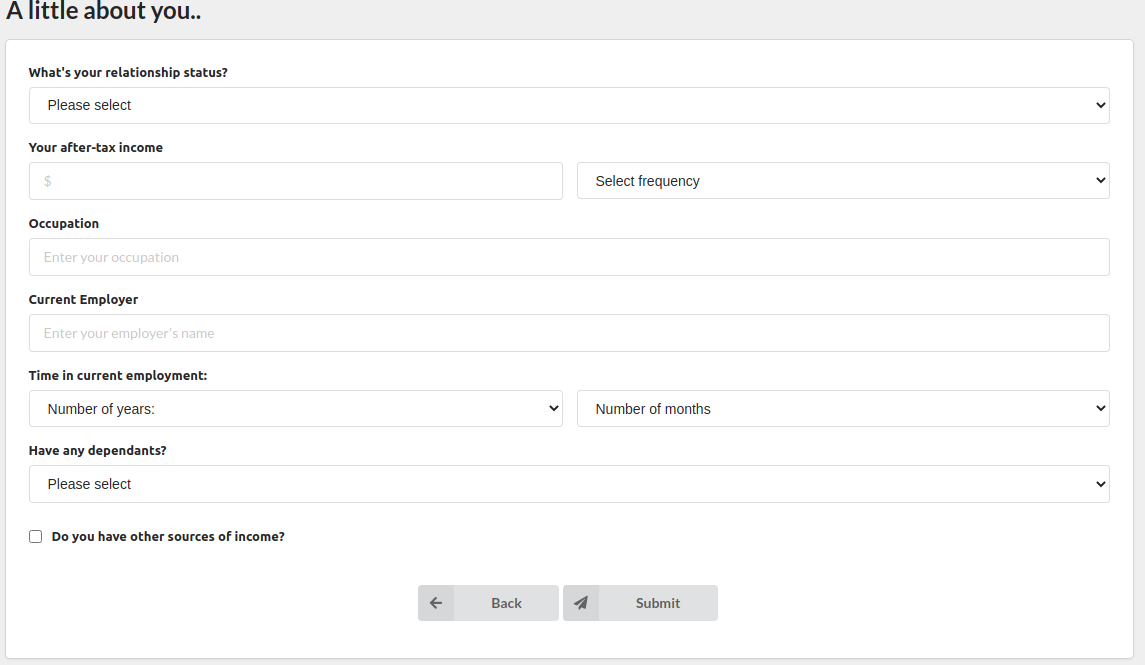 A little about you..
What's your relationship status?
Please select
Your after-tax income
$ Select frequency
Occupation
Enter your occupation
Current Employer
Enter your employer's name
Time in current employment:
Number of years: Number of months
Have any dependants?
Please select
Do you have other sources of income?
Back Submit